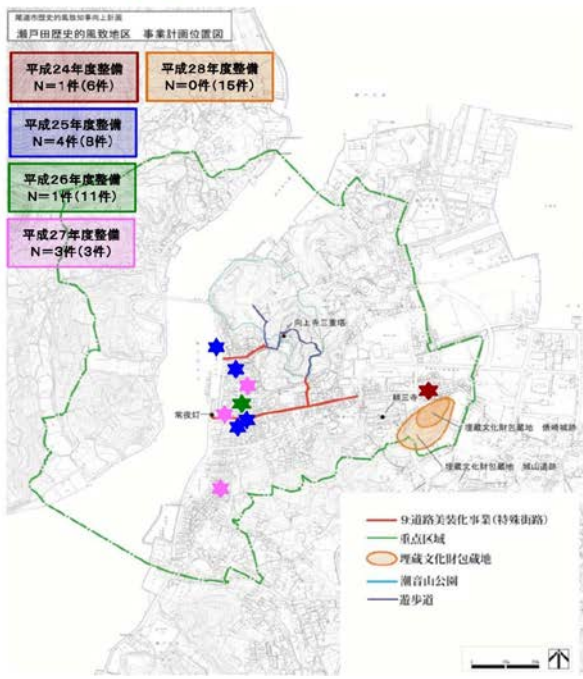 尾道市歴史的風致維持向上計画
瀬戸田歴史的風致地区　事業計画位置図
平成24年度整備
N=1件(6件)
平成28年度整備
N=0件(15件)
平成25年度整備
N=4件(8件)
平成26年度整備
N=1件(11件)
平成27年度整備
N=3件(3件)
向上寺三重塔
常夜灯
耕三寺
埋蔵文化財包蔵地　俵崎城跡
埋蔵文化財包蔵地　城山遺跡
9:道路美装化事業(特殊街路)
重点区域
埋蔵文化財包蔵地
潮音山公園
遊歩道